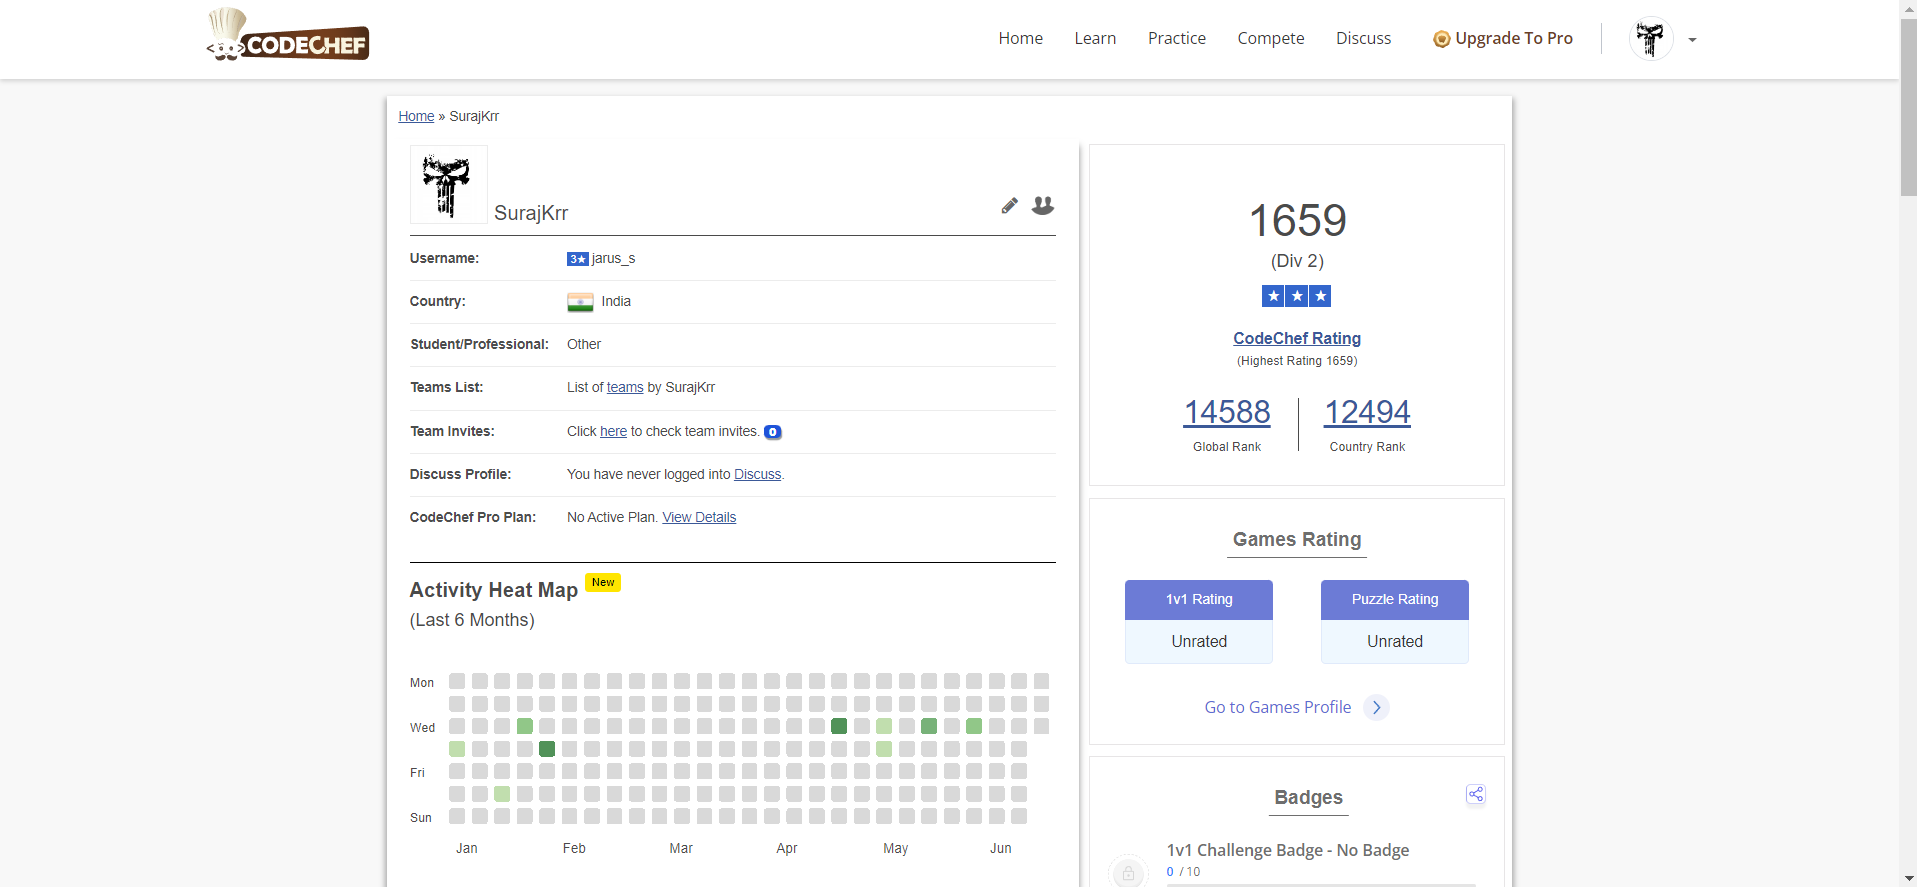 CODECHEF
Home Learn Practice Compete Discuss Upgrade To Pro
Home » SurajKrr
SurajKrr
Username: 3★ jarus_s
Country: India
Student/Professional: Other
Teams List: List of teams by SurajKrr
Team Invites: Click here to check team invites. 0
Discuss Profile: You have never logged into Discuss.
CodeChef Pro Plan: No Active Plan. View Details
Activity Heat Map New
(Last 6 Months)
Mon
Wed
Fri
Sun
Jan Feb Mar Apr May Jun
1659
(Div 2)
★ ★ ★
CodeChef Rating
(Highest Rating 1659)
14588 12494
Global Rank Country Rank
Games Rating
1v1 Rating Puzzle Rating
Unrated Unrated
Go to Games Profile
Badges
1v1 Challenge Badge - No Badge
0 / 10